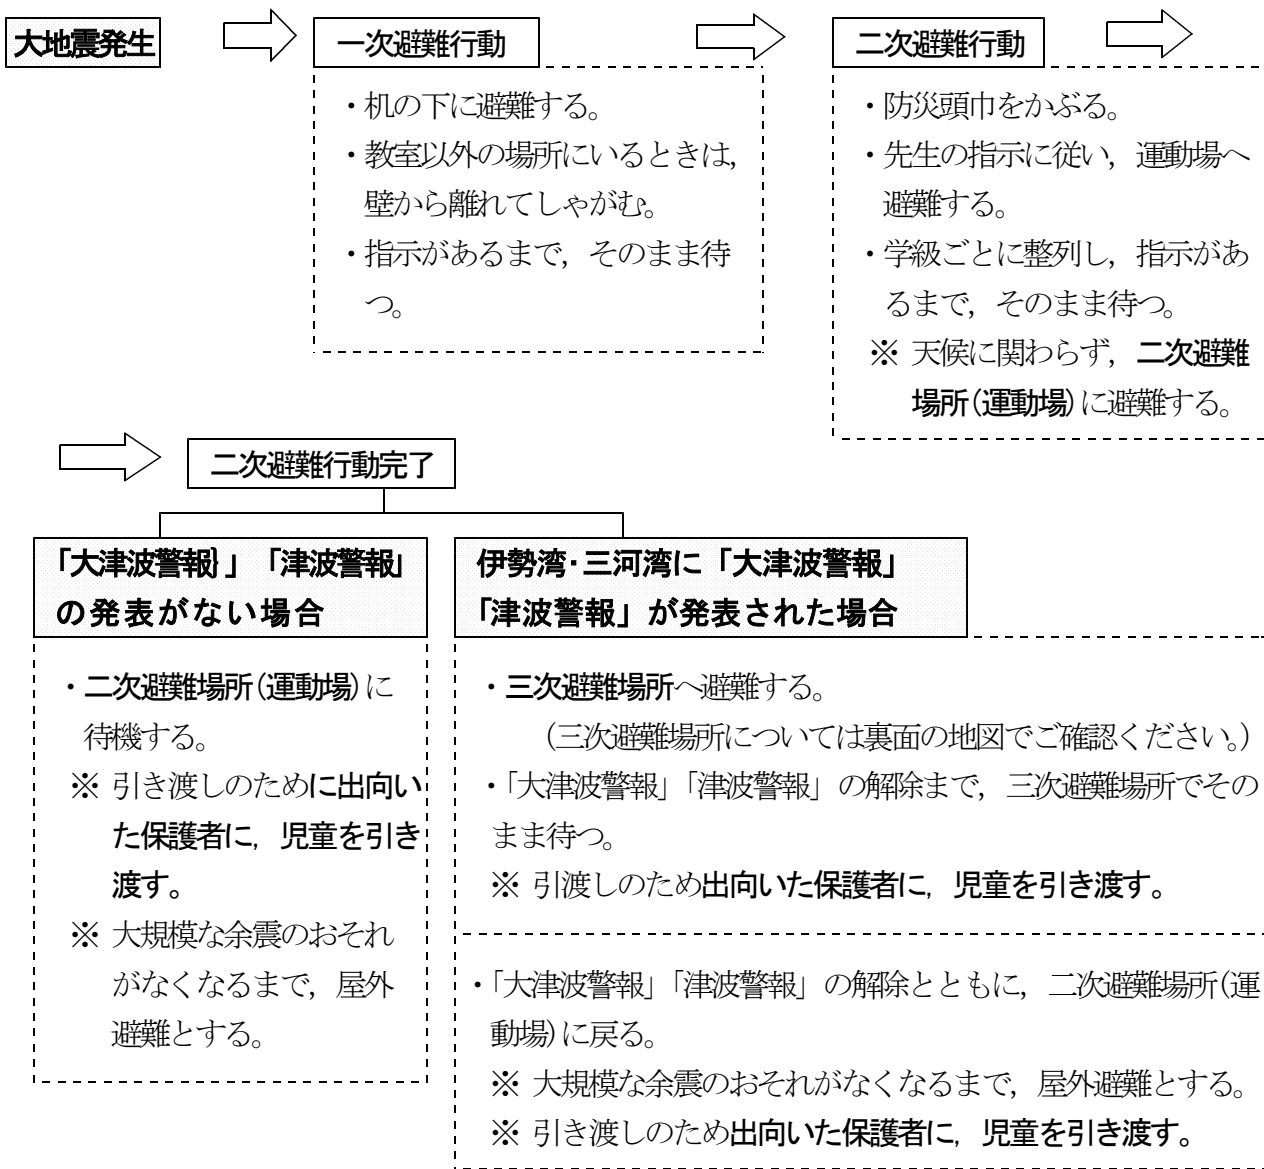 大地震発生
一次避難行動
・机の下に避難する。
・教室以外の場所にいるときは，
壁から離れてしゃがむ。
・指示があるまで，そのまま待
つ。
二次避難行動
・防災頭巾をかぶる。
・先生の指示に従い，運動場へ
避難する。
・学級ごとに整列し，指示があ
るまで，そのまま待つ。
※ 天候に関わらず，二次避難
場所(運動場)に避難する。
二次避難行動完了
「大津波警報}」「津波警報」
の発表がない場合
・二次避難場所(運動場)に
待機する。
※ 引き渡しのために出向い
た保護者に，児童を引き
渡す。
※ 大規模な余震のおそれ
がなくなるまで，屋外
避難とする。
伊勢湾・三河湾に「大津波警報」
「津波警報」が発表された場合
・三次避難場所へ避難する。
（三次避難場所については裏面の地図でご確認ください。）
・「大津波警報」「津波警報」の解除まで，三次避難場所でその
まま待つ。
※ 引渡しのため出向いた保護者に，児童を引き渡す。
・「大津波警報」「津波警報」の解除とともに，二次避難場所(運
動場)に戻る。
※ 大規模な余震のおそれがなくなるまで，屋外避難とする。
※ 引き渡しのため出向いた保護者に，児童を引き渡す。